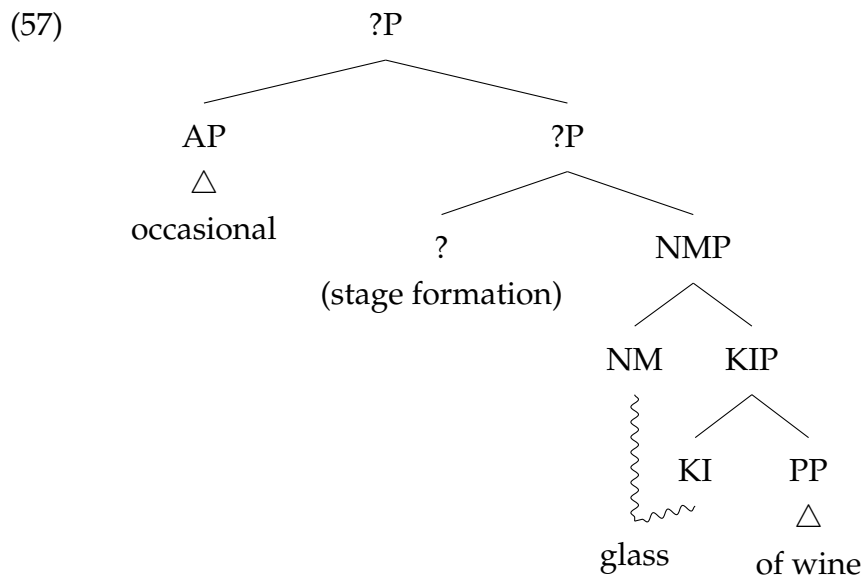 (57) ?P
AP ?P
occasional ? NMP
(stage formation)
NM KIP
KI PP
glass of wine